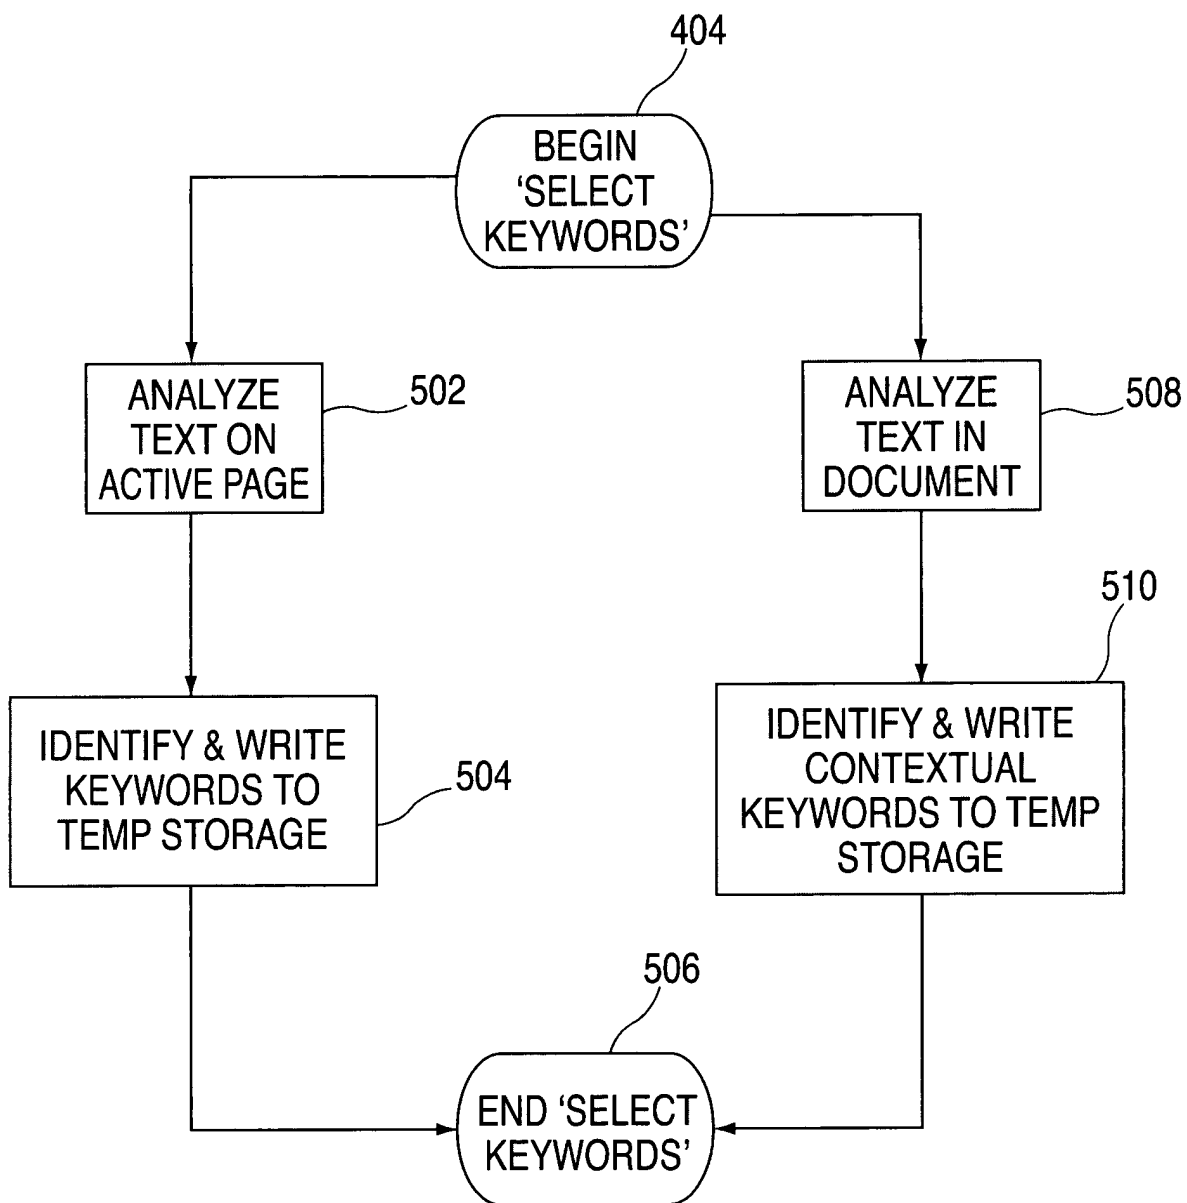 404
BEGIN
‘SELECT
KEYWORDS’
ANALYZE
TEXT ON
ACTIVE PAGE
502
ANALYZE
TEXT IN
DOCUMENT
508
510
IDENTIFY & WRITE
KEYWORDS TO
TEMP STORAGE
504
IDENTIFY & WRITE
CONTEXTUAL
KEYWORDS TO TEMP
STORAGE
506
END ‘SELECT
KEYWORDS’